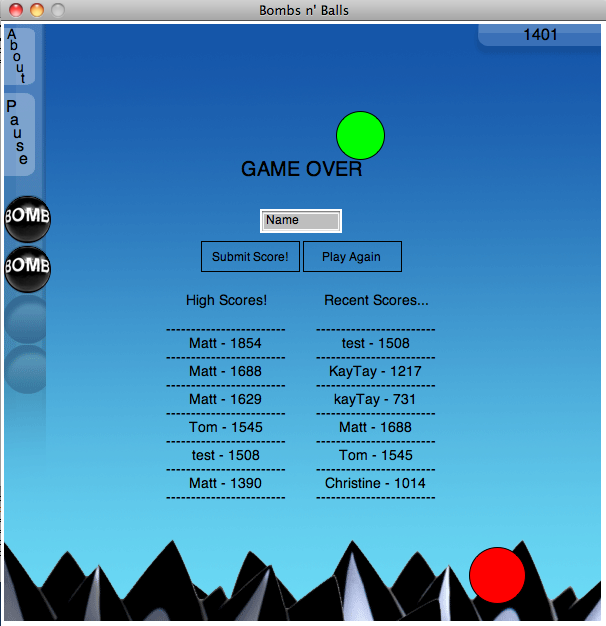 Bombs n' Balls
1401
About
Pause
BOMB
BOMB
GAME OVER
Name
Submit Score!
Play Again
High Scores!
-------------------------
Matt - 1854
-------------------------
Matt - 1688
-------------------------
Matt - 1629
-------------------------
Tom - 1545
-------------------------
test - 1508
-------------------------
Matt - 1390
-------------------------
Recent Scores...
-------------------------
test - 1508
-------------------------
KayTay - 1217
-------------------------
kayTay - 731
-------------------------
Matt - 1688
-------------------------
Tom - 1545
-------------------------
Christine - 1014
-------------------------